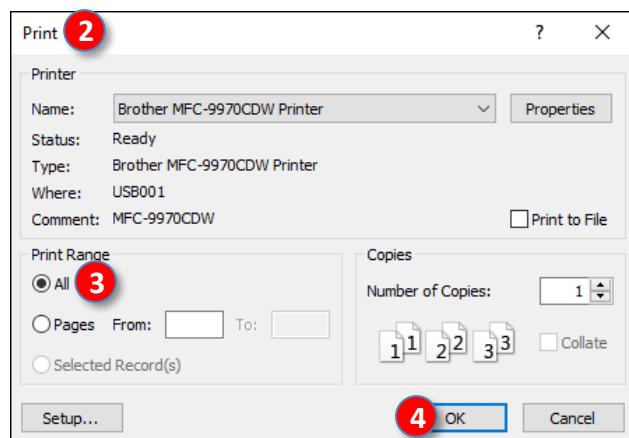 Print 2 ? X
Printer
Name: Brother MFC-9970CDW Printer Properties
Status: Ready
Type: Brother MFC-9970CDW Printer
Where: USB001
Comment: MFC-9970CDW Print to File
Print Range
All 3
Pages From: To:
Selected Record(s)
Copies
Number of Copies: 1
1 1 2 2 3 3 Collate
Setup... 4 OK Cancel